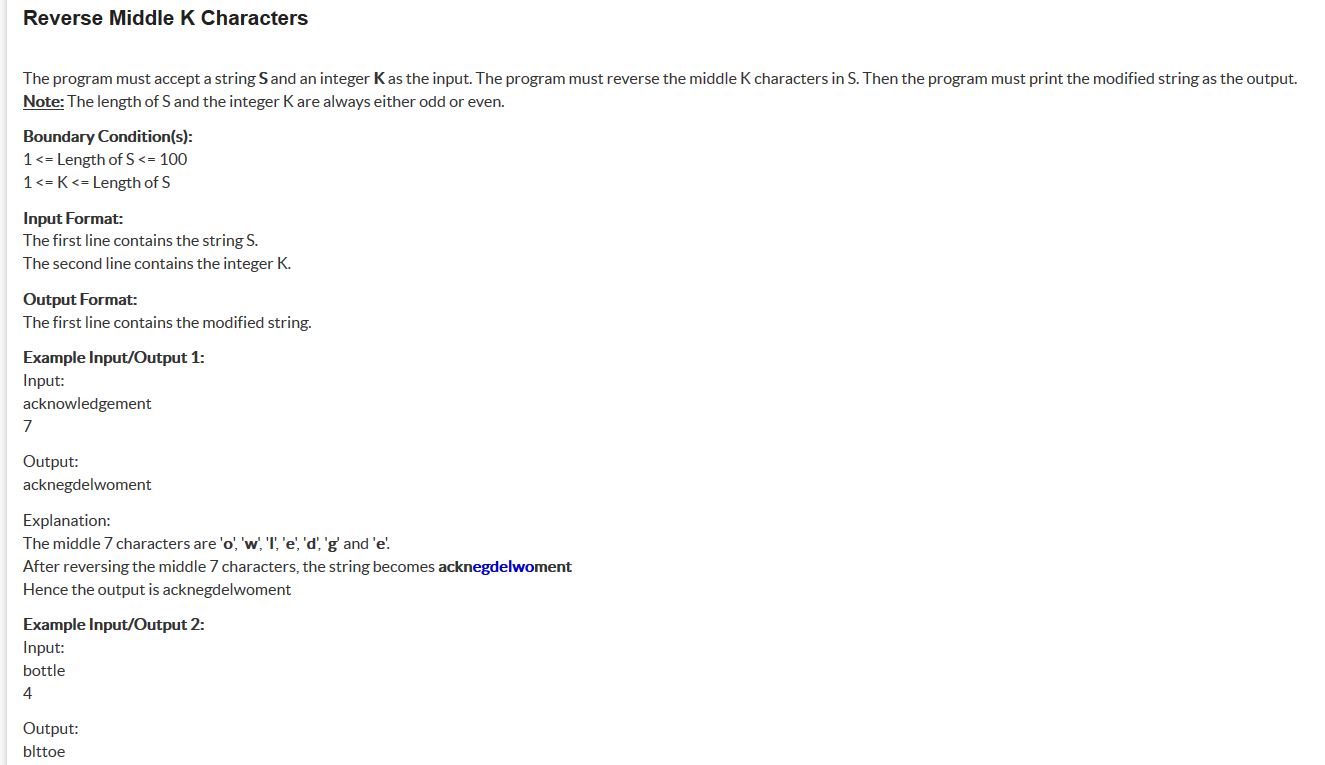 Reverse Middle K Characters
The program must accept a string S and an integer K as the input. The program must reverse the middle K characters in S. Then the program must print the modified string as the output.
Note: The length of S and the integer K are always either odd or even.
Boundary Condition(s):
1 <= Length of S <= 100
1 <= K <= Length of S
Input Format:
The first line contains the string S.
The second line contains the integer K.
Output Format:
The first line contains the modified string.
Example Input/Output 1:
Input:
acknowledgement
7
Output:
acknegdelwoment
Explanation:
The middle 7 characters are 'o', 'w', 'l', 'e', 'd', 'g' and 'e'.
After reversing the middle 7 characters, the string becomes acknegdelwoment
Hence the output is acknegdelwoment
Example Input/Output 2:
Input:
bottle
4
Output:
blttoe